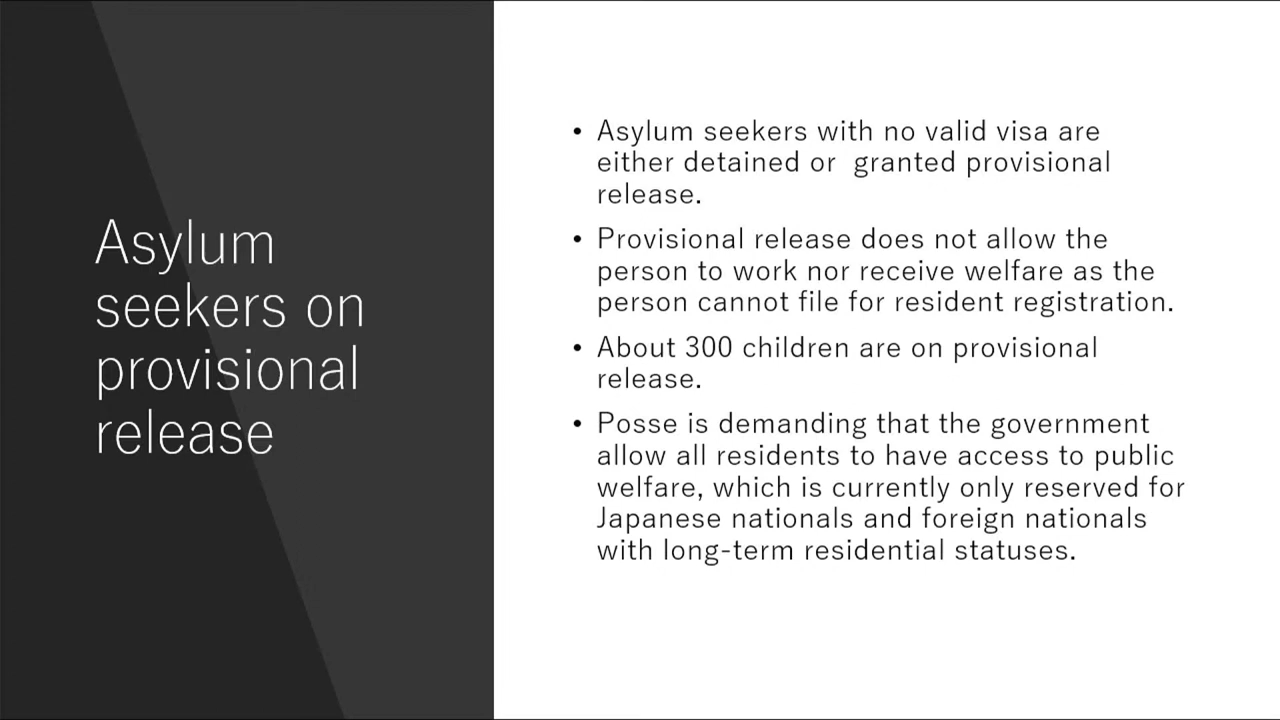 Asylum
seekers on
provisional
release
• Asylum seekers with no valid visa are
either detained or  granted provisional
release.
• Provisional release does not allow the
person to work nor receive welfare as the
person cannot file for resident registration.
• About 300 children are on provisional
release.
• Posse is demanding that the government
allow all residents to have access to public
welfare, which is currently only reserved for
Japanese nationals and foreign nationals
with long-term residential statuses.